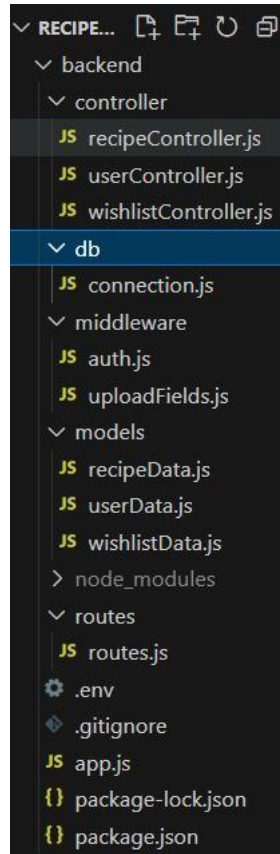 RECIPE...
backend
controller
JS recipeController.js
JS userController.js
JS wishlistController.js
db
JS connection.js
middleware
JS auth.js
JS uploadFields.js
models
JS recipeData.js
JS userData.js
JS wishlistData.js
node_modules
routes
JS routes.js
.env
.gitignore
JS app.js
{} package-lock.json
{} package.json